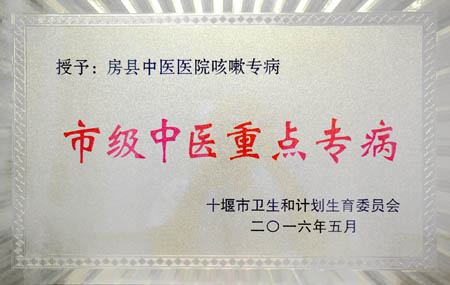 授予：房县中医医院咳嗽专病
市级中医重点专病
十堰市卫生和计划生育委员会
二〇一六年五月